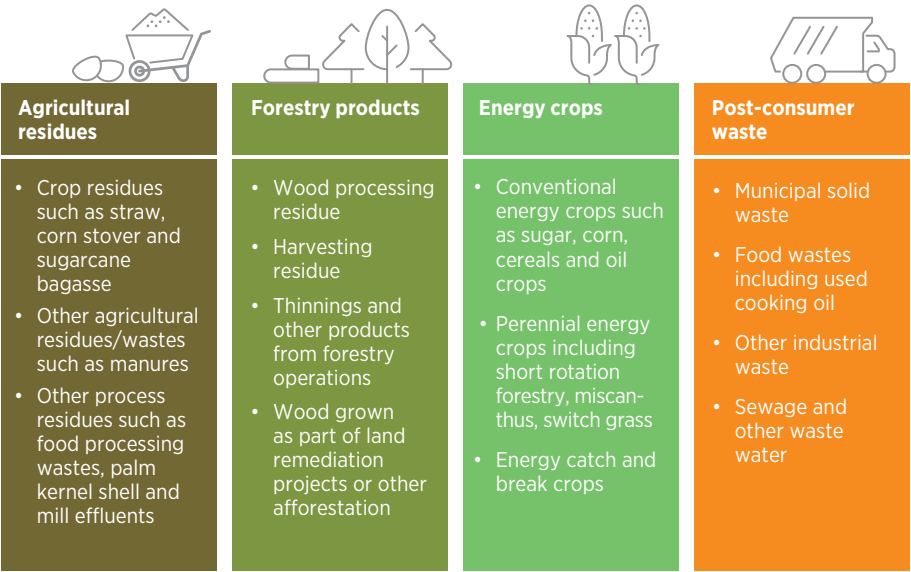 Agricultural
residues
• Crop residues
such as straw,
corn stover and
sugarcane
bagasse
• Other agricultural
residues/wastes
such as manures
• Other process
residues such as
food processing
wastes, palm
kernel shell and
mill effluents
Forestry products
• Wood processing
residue
• Harvesting
residue
• Thinnings and
other products
from forestry
operations
• Wood grown
as part of land
remediation
projects or other
afforestation
Energy crops
• Conventional
energy crops such
as sugar, corn,
cereals and oil
crops
• Perennial energy
crops including
short rotation
forestry, miscan-
thus, switch grass
• Energy catch and
break crops
Post-consumer
waste
• Municipal solid
waste
• Food wastes
including used
cooking oil
• Other industrial
waste
• Sewage and
other waste
water